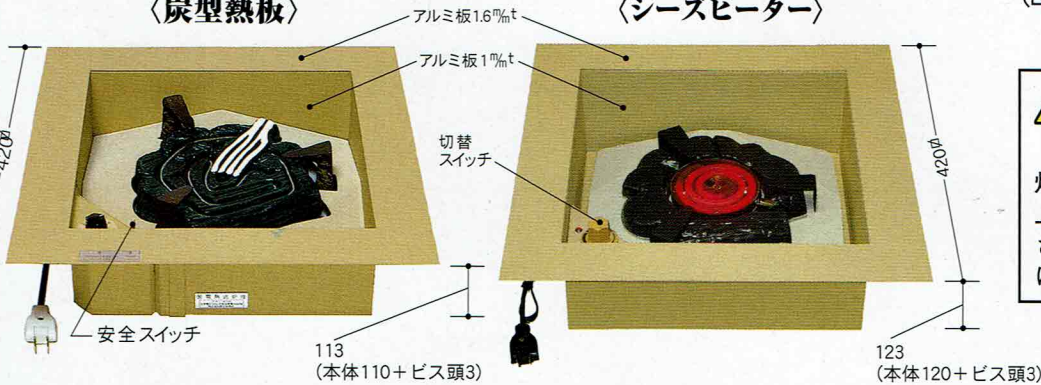 〈炭型熱板〉
〈シーズヒーター〉
アルミ板1.6㎜t
アルミ板1㎜t
切替
スイッチ
420
420
安全スイッチ
113
(本体110+ビス頭3)
123
(本体120+ビス頭3)